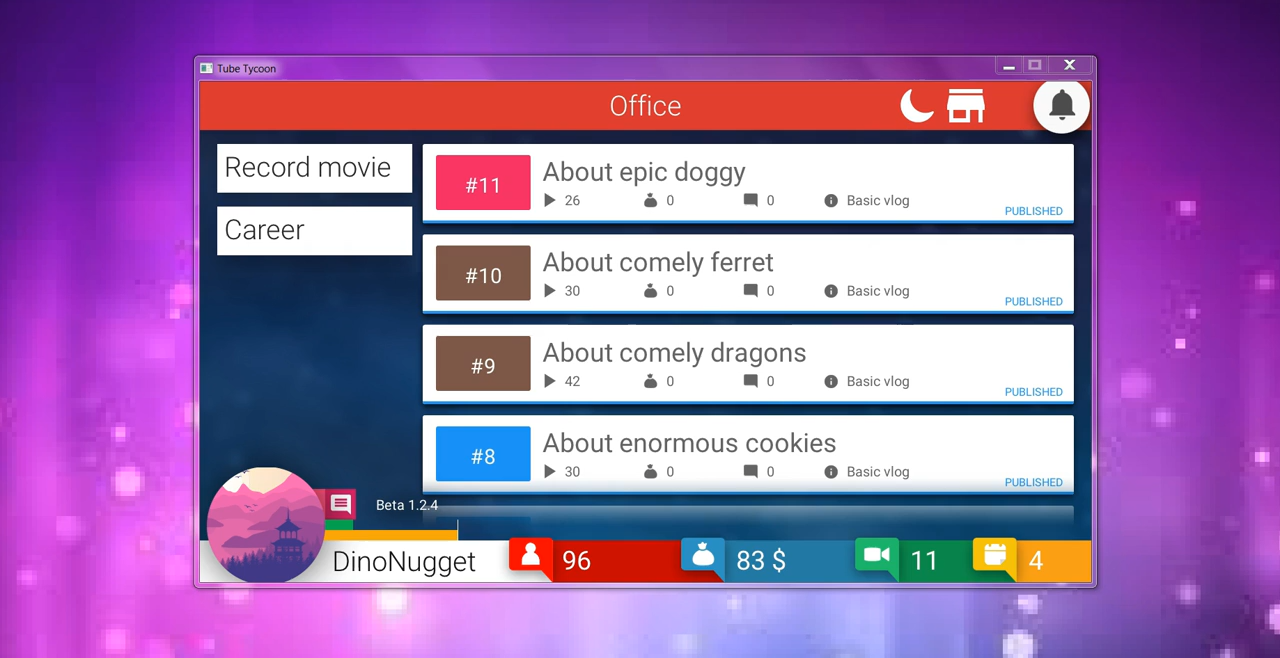 Tube Tycoon
Office
Record movie
Career
#11
About epic doggy
26 0 0 Basic vlog
PUBLISHED
#10
About comely ferret
30 0 0 Basic vlog
PUBLISHED
#9
About comely dragons
42 0 0 Basic vlog
PUBLISHED
#8
About enormous cookies
30 0 0 Basic vlog
PUBLISHED
Beta 1.2.4
DinoNugget 96 83 $ 11 4